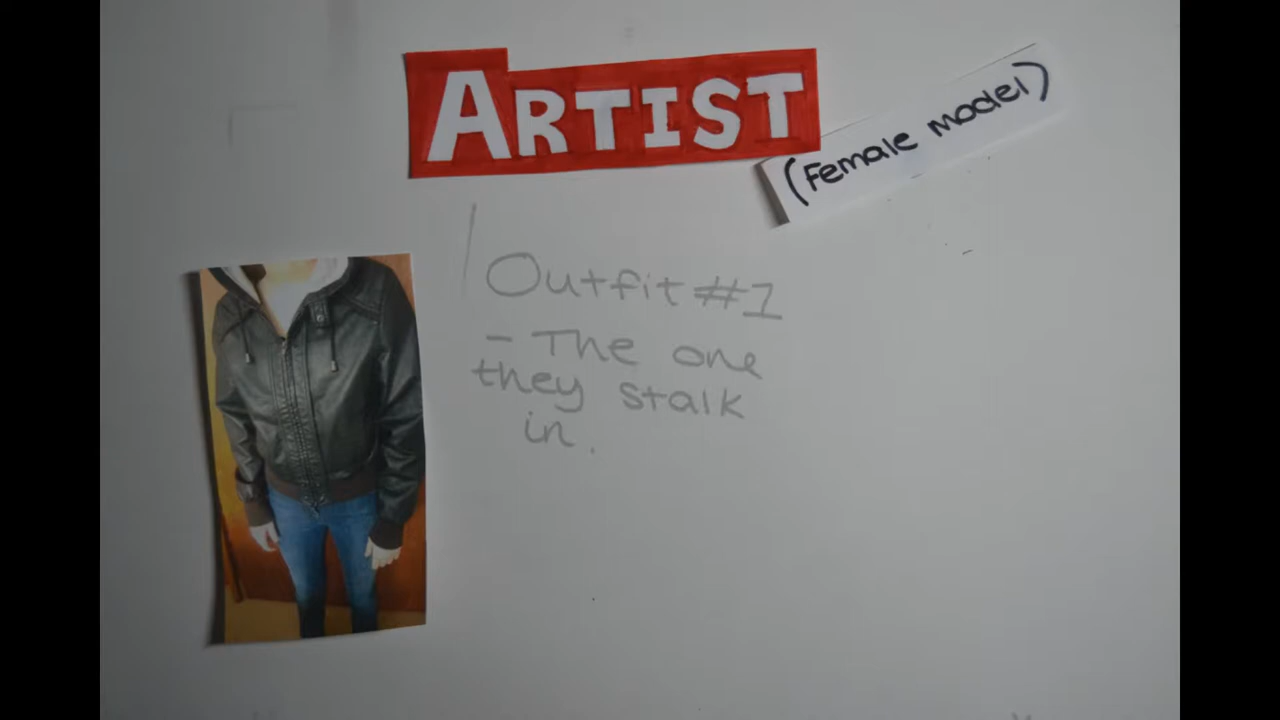 ARTIST
(Female model)
Outfit #1
- The one
they stalk
in.